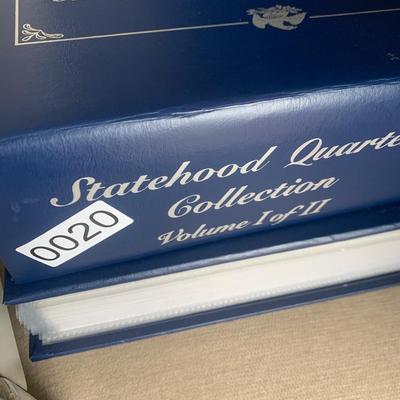 Statehood Quarte
Collection
Volume I of II
0020